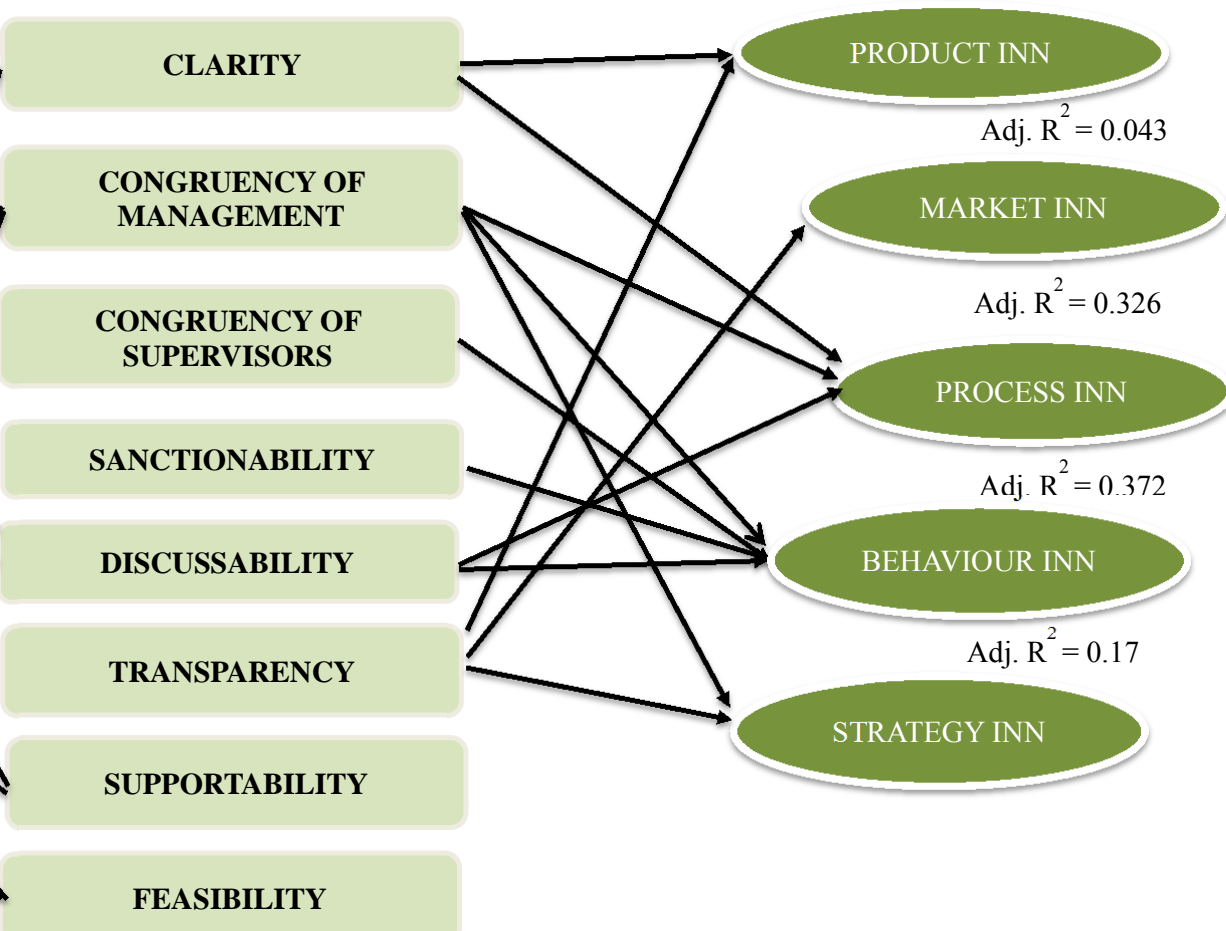 CLARITY
CONGRUENCY OF
MANAGEMENT
CONGRUENCY OF
SUPERVISORS
SANCTIONABILITY
DISCUSSABILITY
TRANSPARENCY
SUPPORTABILITY
FEASIBILITY
PRODUCT INN
Adj. R² = 0.043
MARKET INN
Adj. R² = 0.326
PROCESS INN
Adj. R² = 0.372
BEHAVIOUR INN
Adj. R² = 0.17
STRATEGY INN